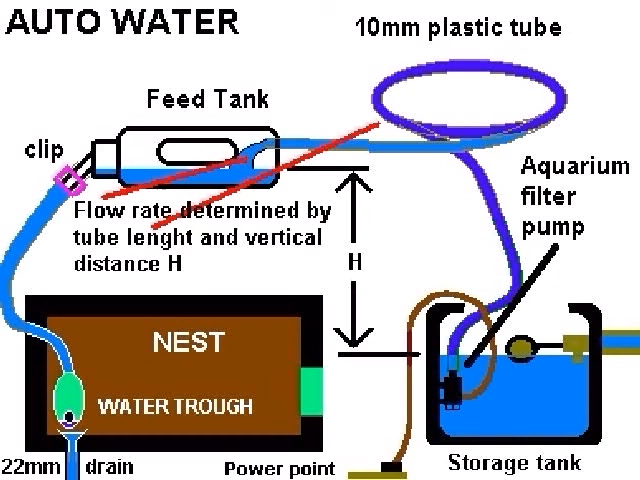 AUTO WATER
10mm plastic tube
Feed Tank
clip
Aquarium
filter
pump
Flow rate determined by
tube lenght and vertical
distance H
H
NEST
WATER TROUGH
22mm drain
Power point
Storage tank